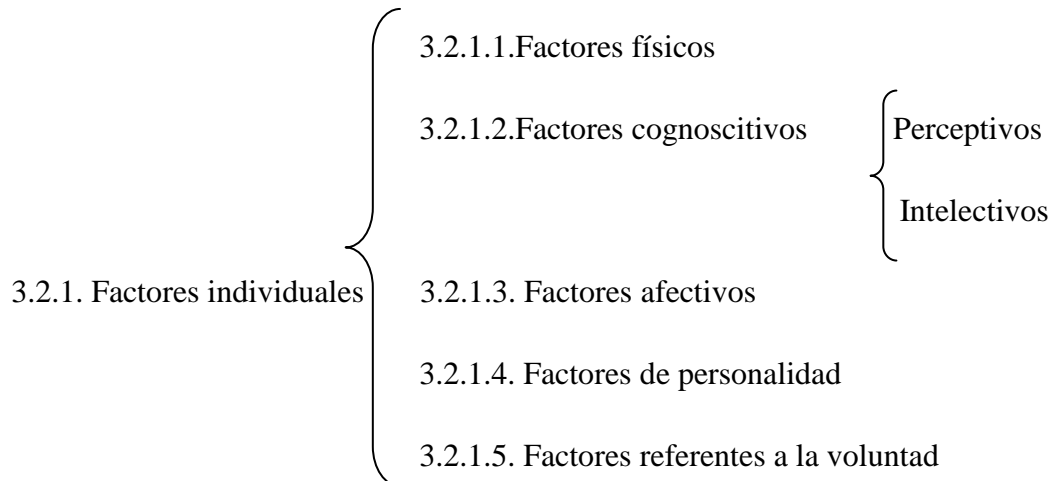 3.2.1.1.Factores físicos
3.2.1.2.Factores cognoscitivos
Perceptivos
Intelectivos
3.2.1. Factores individuales
3.2.1.3. Factores afectivos
3.2.1.4. Factores de personalidad
3.2.1.5. Factores referentes a la voluntad